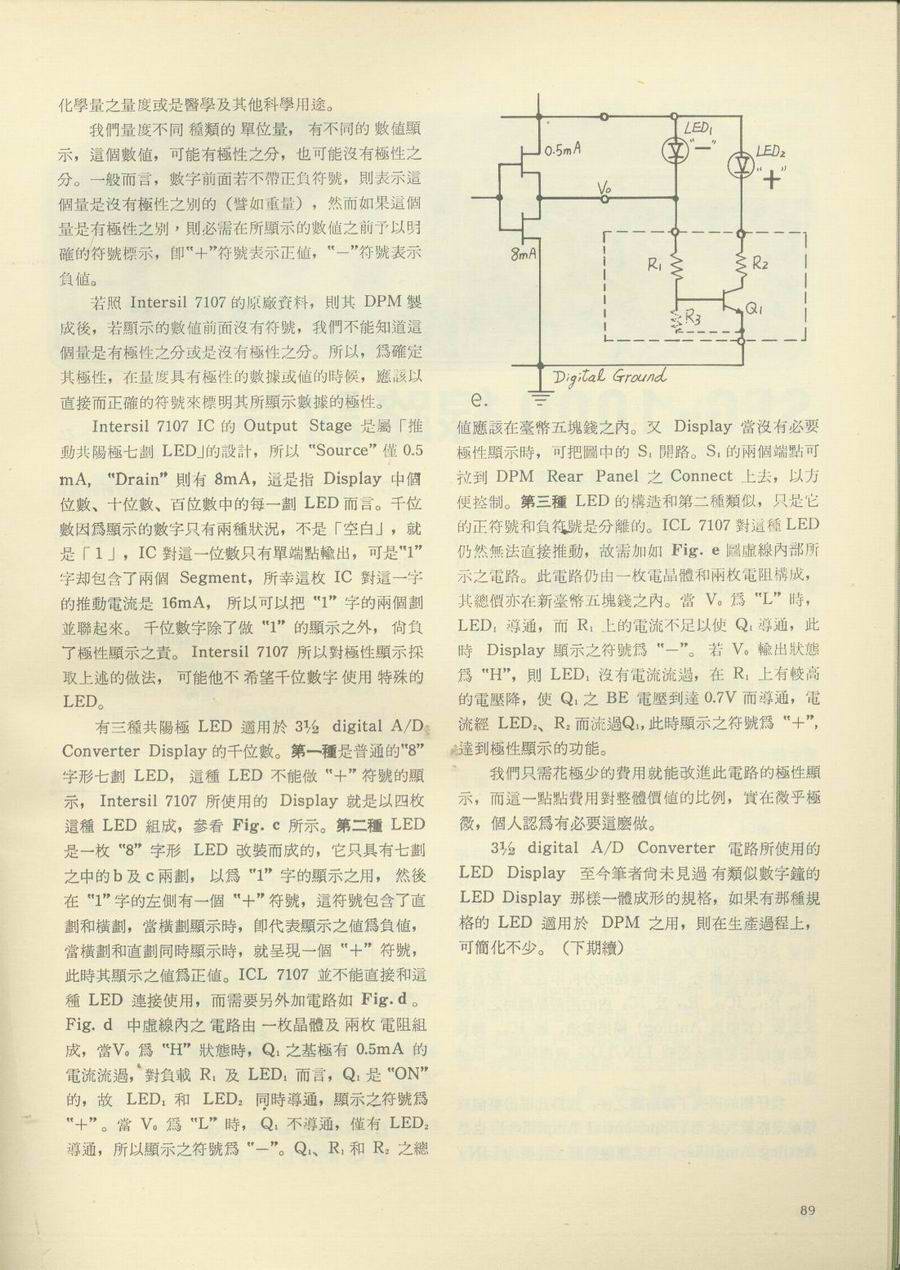 化學量之量度或是醫學及其他科學用途。
我們量度不同種類的單位量，有不同的數值顯
示，這個數值，可能有極性之分，也可能沒有極性之
分。一般而言，數字前面若不帶正負符號，則表示這
個量是沒有極性之別的（譬如重量），然而如果這個
量是有極性之別，則必需在所顯示的數值之前予以明
確的符號標示，卽“＋”符號表示正值，“－”符號表示
負值。
若照 Intersil 7107 的原廠資料，則其 DPM 製
成後，若顯示的數值前面沒有符號，我們不能知道這
個量是有極性之分或是沒有極性之分。所以，爲確定
其極性，在量度具有極性的數據或值的時候，應該以
直接而正確的符號來標明其所顯示數據的極性。
Intersil 7107 IC 的 Output Stage 是屬「推
動共陽極七劃 LED」的設計，所以 “Source” 僅 0.5
mA，“Drain” 則有 8mA，這是指 Display 中個
位數、十位數、百位數中的每一劃 LED 而言。千位
數因爲顯示的數字只有兩種狀況，不是「空白」，就
是「1」，IC 對這一位數只有單端點輸出，可是“1”
字却包含了兩個 Segment，所幸這枚 IC 對這一字
的推動電流是 16mA，所以可以把 “1” 字的兩個劃
並聯起來。千位數字除了做 “1” 的顯示之外，尙負
了極性顯示之責。Intersil 7107 所以對極性顯示採
取上述的做法，可能他不希望千位數字使用特殊的
LED。
有三種共陽極 LED 適用於 3½ digital A/D
Converter Display 的千位數。第一種是普通的“8”
字形七劃 LED，這種 LED 不能做 “＋” 符號的顯
示，Intersil 7107 所使用的 Display 就是以四枚
這種 LED 組成，參看 Fig. c 所示。第二種 LED
是一枚 “8” 字形 LED 改裝而成的，它只具有七劃
之中的 b 及 c 兩劃，以爲 “1” 字的顯示之用，然後
在 “1” 字的左側有一個 “＋” 符號，這符號包含了直
劃和橫劃，當橫劃顯示時，卽代表顯示之值爲負值，
當橫劃和直劃同時顯示時，就呈現一個 “＋” 符號，
此時其顯示之值爲正值。ICL 7107 並不能直接和這
種 LED 連接使用，而需要另外加電路如 Fig. d 。
Fig. d 中虛線內之電路由一枚晶體及兩枚電阻組
成，當V₀ 爲 “H” 狀態時，Q₁ 之基極有 0.5mA 的
電流流過，對負載 R₁ 及 LED₁ 而言，Q₁ 是 “ON”
的，故 LED₁ 和 LED₂ 同時導通，顯示之符號爲
“＋”。當 V₀ 爲 “L” 時，Q₁ 不導通，僅有 LED₂
導通，所以顯示之符號爲 “－”。Q₁、R₁ 和 R₂ 之總
LED₁
“－”
0.5mA
LED₂
“＋”
V₀
8mA
R₁
R₂
Q₁
R₃
Digital Ground
e.
值應該在臺幣五塊錢之內。又 Display 當沒有必要
極性顯示時，可把圖中的 S₁ 開路。S₁ 的兩個端點可
拉到 DPM Rear Panel 之 Connect 上去，以方
便控制。第三種 LED 的構造和第二種類似，只是它
的正符號和負符號是分離的。ICL 7107 對這種 LED
仍然無法直接推動，故需加如 Fig. e 圖虛線內部所
示之電路。此電路仍由一枚電晶體和兩枚電阻構成，
其總價亦在新臺幣五塊錢之內。當 V₀ 爲 “L” 時，
LED₁ 導通，而 R₁ 上的電流不足以使 Q₁ 導通，此
時 Display 顯示之符號爲 “－”。若 V₀ 輸出狀態
爲 “H”，則 LED₁ 沒有電流流過，在 R₁ 上有較高
的電壓降，使 Q₁ 之 BE 電壓到達 0.7V 而導通，電
流經 LED₂、R₂ 而流過Q₁，此時顯示之符號爲 “＋”，
達到極性顯示的功能。
我們只需花極少的費用就能改進此電路的極性顯
示，而這一點點費用對整體價值的比例，實在微乎極
微，個人認爲有必要這麼做。
3½ digital A/D Converter 電路所使用的
LED Display 至今筆者尙未見過有類似數字鐘的
LED Display 那樣一體成形的規格，如果有那種規
格的 LED 適用於 DPM 之用，則在生產過程上，
可簡化不少。（下期續）
89